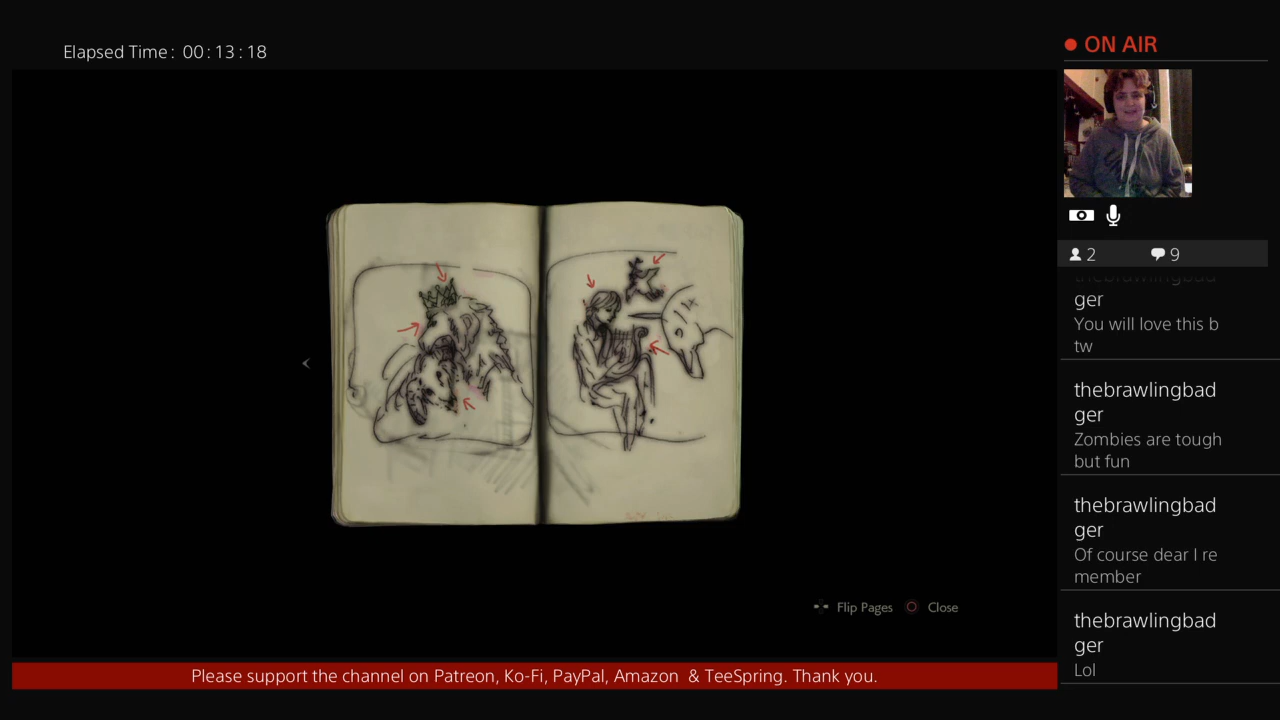 Elapsed Time: 00:13:18
ON AIR
2
9
ger
You will love this b
tw
thebrawlingbad
ger
Zombies are tough
but fun
thebrawlingbad
ger
Of course dear I re
member
thebrawlingbad
ger
Lol
Flip Pages
Close
Please support the channel on Patreon, Ko-Fi, PayPal, Amazon & TeeSpring. Thank you.